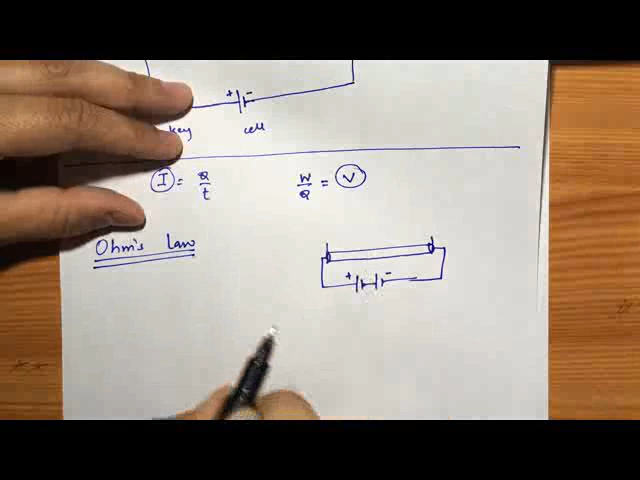 + -
key cell
I = Q/t W/Q = V
Ohm's Law
+ -